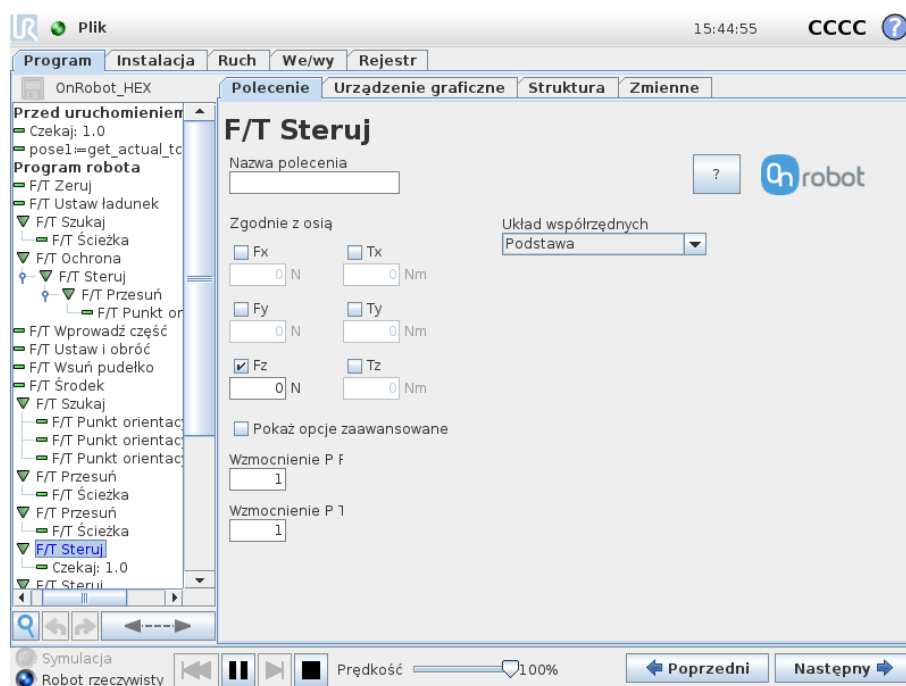 Plik
15:44:55
CCCC
?
Program
Instalacja
Ruch
We/wy
Rejestr
OnRobot_HEX
Polecenie
Urządzenie graficzne
Struktura
Zmienne
Przed uruchomieniem
Czekaj: 1.0
pose1:=get_actual_tc
Program robota
F/T Zeruj
F/T Ustaw ładunek
F/T Szukaj
F/T Ścieżka
F/T Ochrona
F/T Steruj
F/T Przesuń
F/T Punkt or
F/T Wprowadź część
F/T Ustaw i obróć
F/T Wsuń pudełko
F/T Środek
F/T Szukaj
F/T Punkt orientac
F/T Punkt orientac
F/T Punkt orientac
F/T Przesuń
F/T Ścieżka
F/T Przesuń
F/T Ścieżka
F/T Steruj
Czekaj: 1.0
F/T Steruj
F/T Steruj
Nazwa polecenia
?
On robot
Zgodnie z osią
Układ współrzędnych
Podstawa
Fx
Tx
0 N
0 Nm
Fy
Ty
0 N
0 Nm
Fz
Tz
0 N
0 Nm
Pokaż opcje zaawansowane
Wzmocnienie P F
1
Wzmocnienie P T
1
Symulacja
Robot rzeczywisty
Prędkość
100%
Poprzedni
Następny